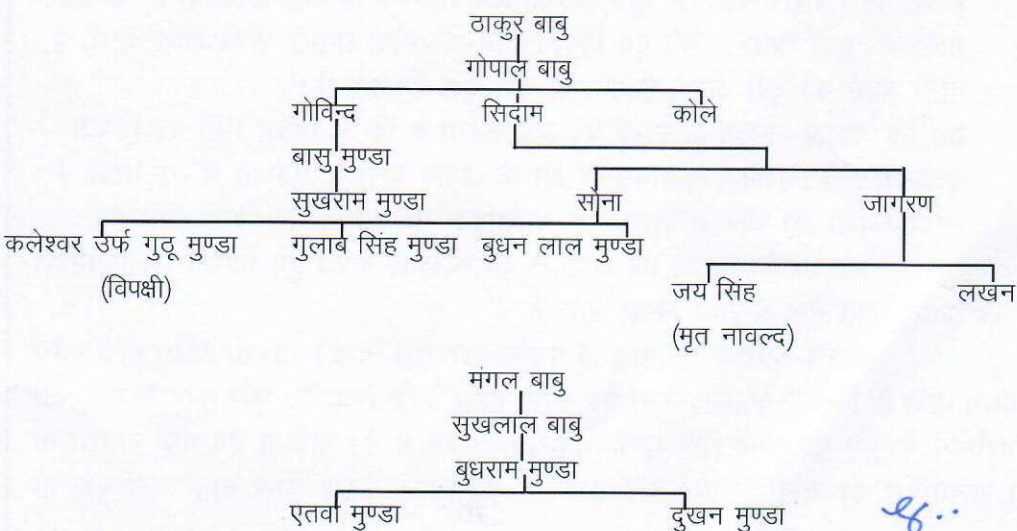 ठाकुर बाबु
गोपाल बाबु
गोविन्द सिदाम कोले
बासु मुण्डा
सुखराम मुण्डा सोना जागरण
कलेश्वर उर्फ गुठू मुण्डा गुलाब सिंह मुण्डा बुधन लाल मुण्डा
(विपक्षी) जय सिंह लखन
(मृत नावल्द)
मंगल बाबु
सुखलाल बाबु
बुधराम मुण्डा
एतवा मुण्डा दुखन मुण्डा